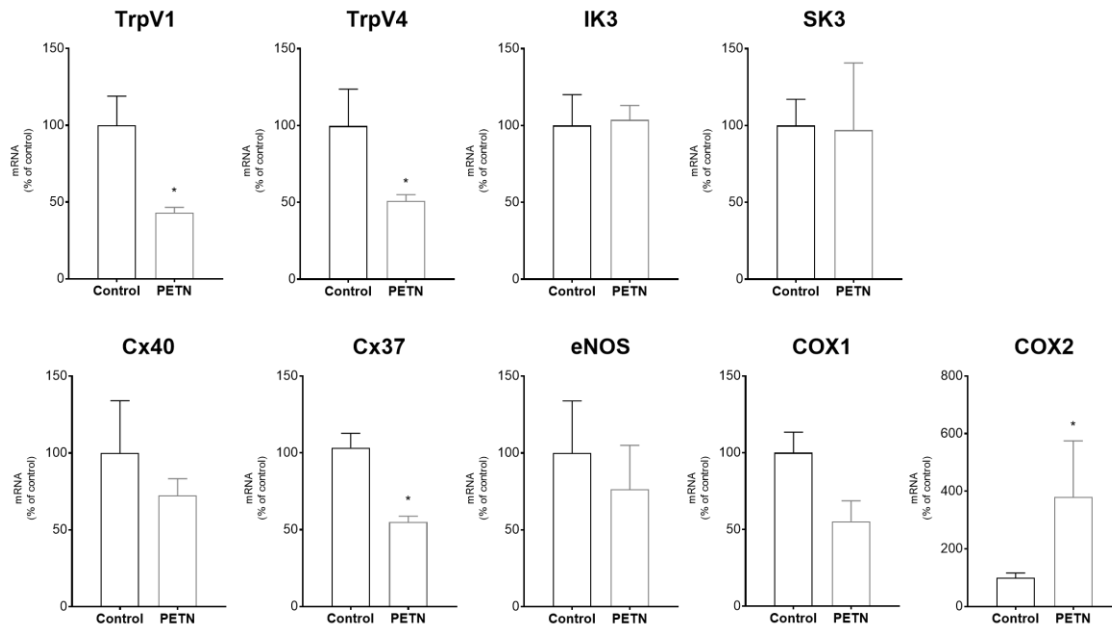 TrpV1
TrpV4
IK3
SK3
150
100
50
0
mRNA
(% of control)
*
Control
PETN
150
100
50
0
mRNA
(% of control)
*
Control
PETN
150
100
50
0
mRNA
(% of control)
Control
PETN
150
100
50
0
mRNA
(% of control)
Control
PETN
Cx40
Cx37
eNOS
COX1
COX2
150
100
50
0
mRNA
(% of control)
Control
PETN
150
100
50
0
mRNA
(% of control)
*
Control
PETN
150
100
50
0
mRNA
(% of control)
Control
PETN
150
100
50
0
mRNA
(% of control)
Control
PETN
800
600
400
200
0
mRNA
(% of control)
*
Control
PETN